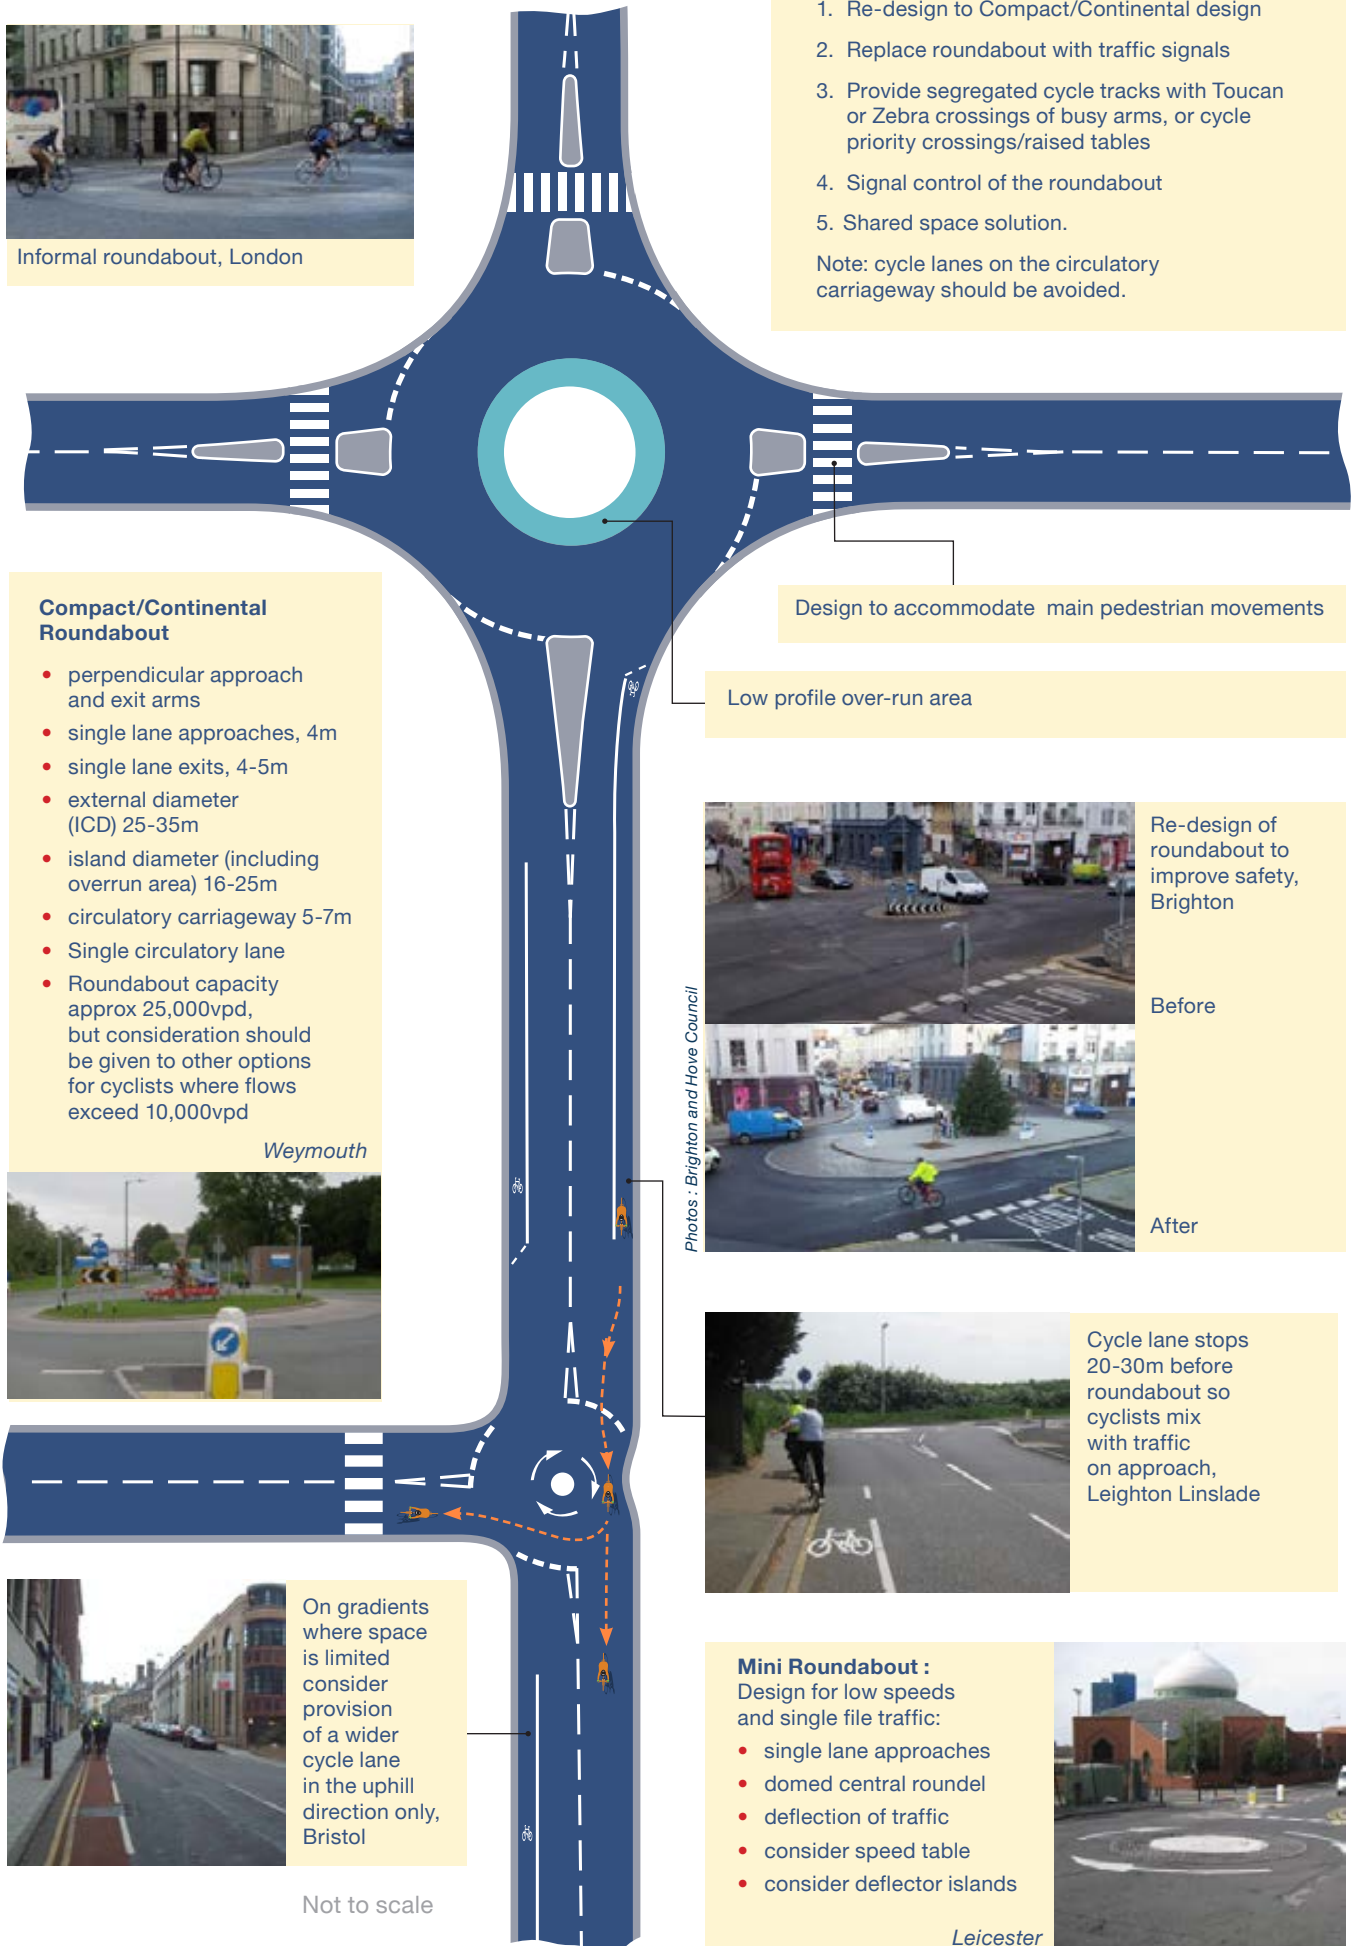 1. Re-design to Compact/Continental design
2. Replace roundabout with traffic signals
3. Provide segregated cycle tracks with Toucan
or Zebra crossings of busy arms, or cycle
priority crossings/raised tables
4. Signal control of the roundabout
5. Shared space solution.
Note: cycle lanes on the circulatory
carriageway should be avoided.
Informal roundabout, London
Design to accommodate main pedestrian movements
Low profile over-run area
Compact/Continental
Roundabout
• perpendicular approach
and exit arms
• single lane approaches, 4m
• single lane exits, 4-5m
• external diameter
(ICD) 25-35m
• island diameter (including
overrun area) 16-25m
• circulatory carriageway 5-7m
• Single circulatory lane
• Roundabout capacity
approx 25,000vpd,
but consideration should
be given to other options
for cyclists where flows
exceed 10,000vpd
Weymouth
Re-design of
roundabout to
improve safety,
Brighton
Before
After
Photos : Brighton and Hove Council
Cycle lane stops
20-30m before
roundabout so
cyclists mix
with traffic
on approach,
Leighton Linslade
On gradients
where space
is limited
consider
provision
of a wider
cycle lane
in the uphill
direction only,
Bristol
Mini Roundabout :
Design for low speeds
and single file traffic:
• single lane approaches
• domed central roundel
• deflection of traffic
• consider speed table
• consider deflector islands
Leicester
Not to scale